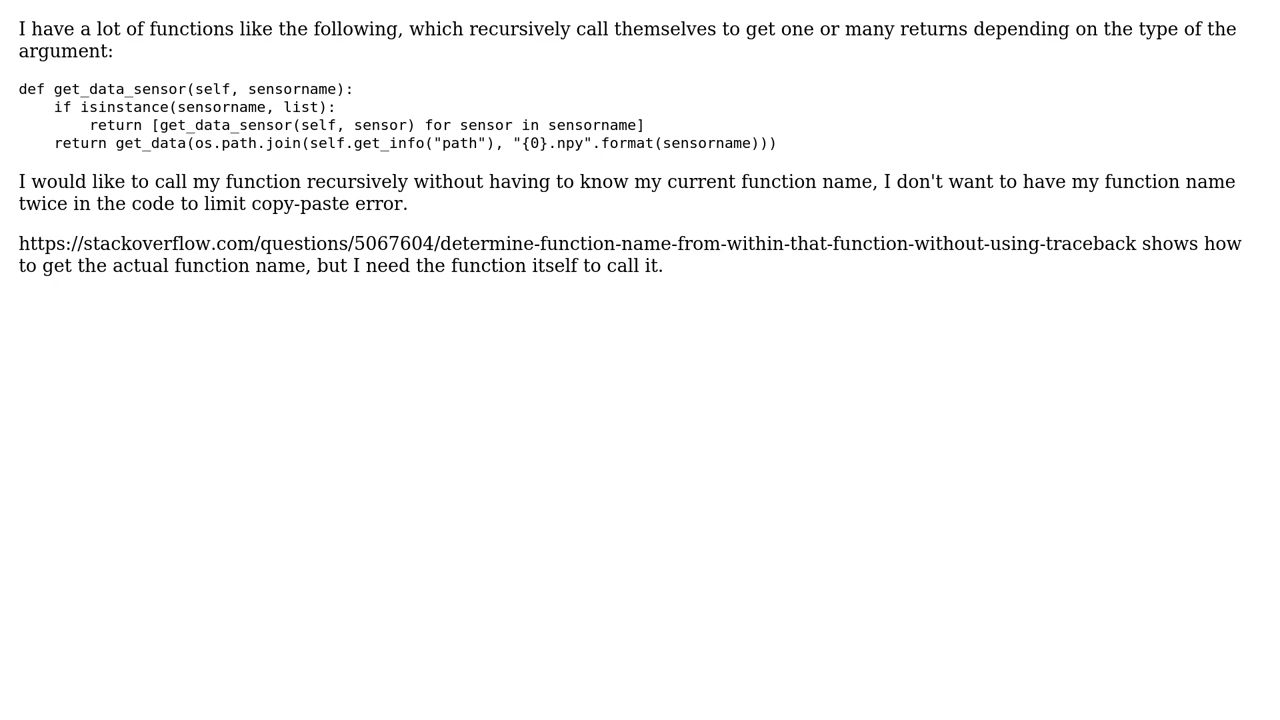 I have a lot of functions like the following, which recursively call themselves to get one or many returns depending on the type of the
argument:
def get_data_sensor(self, sensorname):
    if isinstance(sensorname, list):
        return [get_data_sensor(self, sensor) for sensor in sensorname]
    return get_data(os.path.join(self.get_info("path"), "{0}.npy".format(sensorname)))
I would like to call my function recursively without having to know my current function name, I don't want to have my function name
twice in the code to limit copy-paste error.
https://stackoverflow.com/questions/5067604/determine-function-name-from-within-that-function-without-using-traceback shows how
to get the actual function name, but I need the function itself to call it.